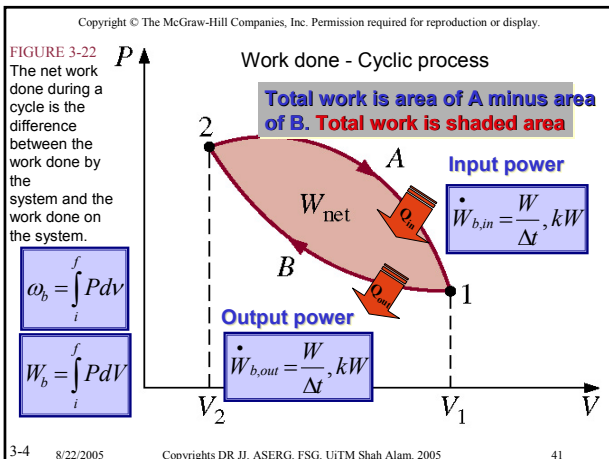 Copyright © The McGraw-Hill Companies, Inc. Permission required for reproduction or display.
FIGURE 3-22
The net work
done during a
cycle is the
difference
between the
work done by
the
system and the
work done on
the system.
P
Work done - Cyclic process
Total work is area of A minus area
of B. Total work is shaded area
2
A
Input power
W_net
Q_in
Ẇ_{b,in} = W/Δt, kW
B
Q_out
1
ω_b = ∫_i^f Pdν
Output power
Ẇ_{b,out} = W/Δt, kW
W_b = ∫_i^f PdV
V_2
V_1
V
3-4 8/22/2005 Copyrights DR JJ, ASERG, FSG, UiTM Shah Alam, 2005 41